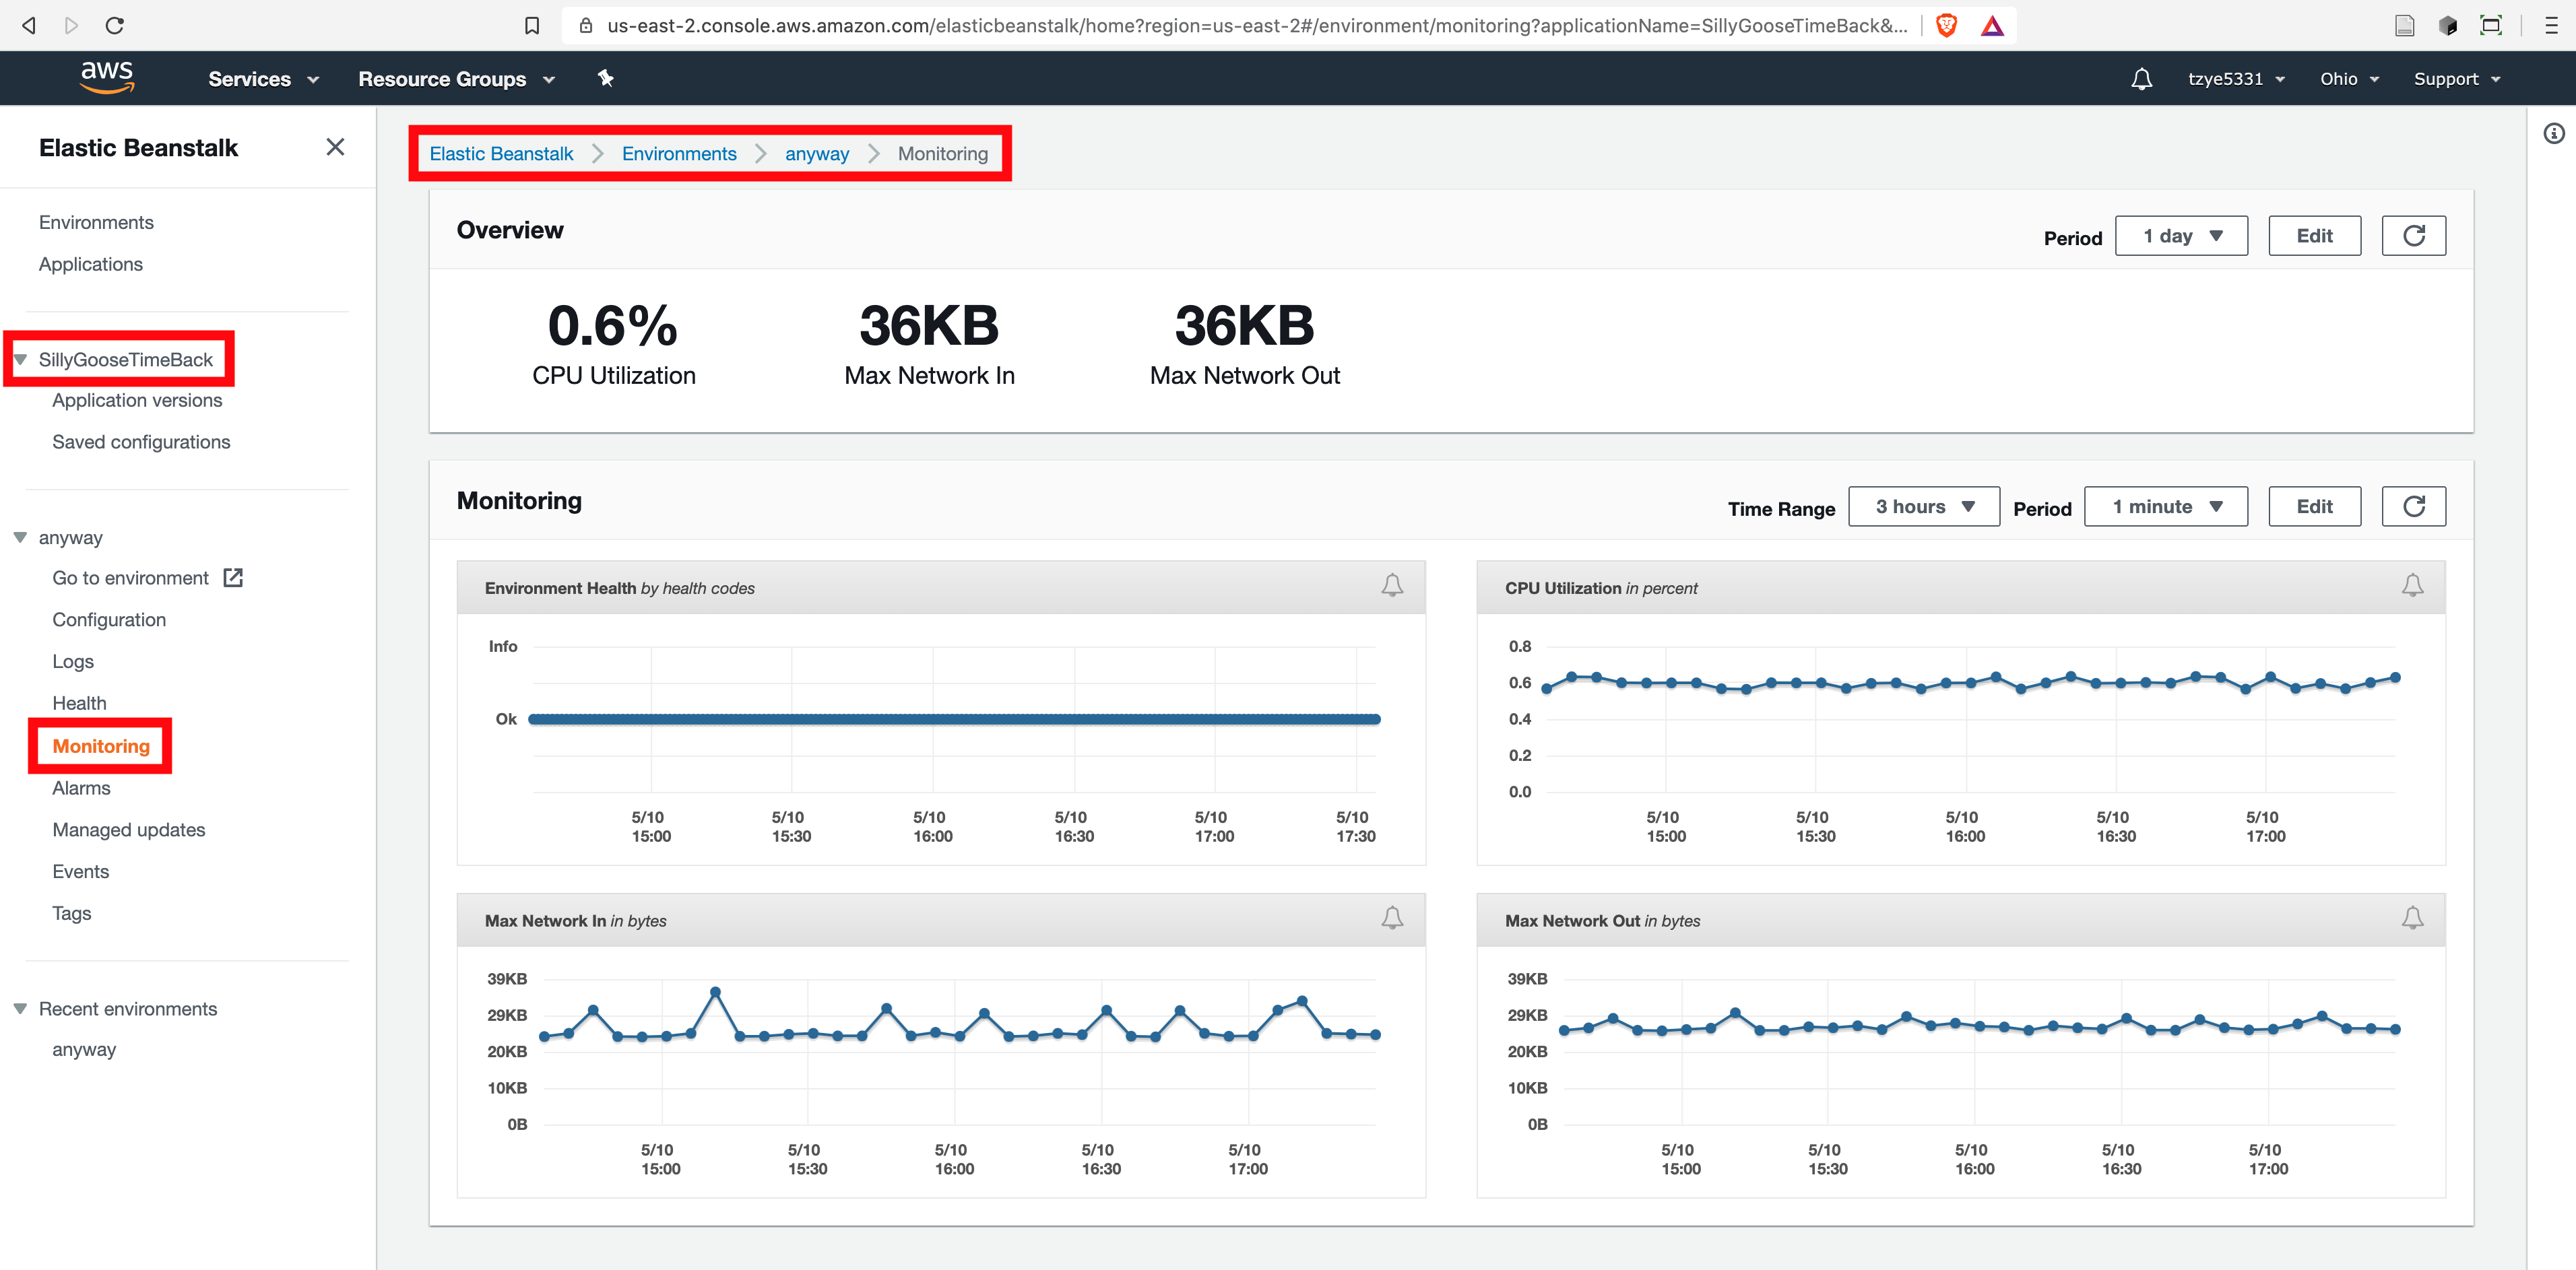 us-east-2.console.aws.amazon.com/elasticbeanstalk/home?region=us-east-2#/environment/monitoring?applicationName=SillyGooseTimeBack&...
aws
Services
Resource Groups
tzye5331
Ohio
Support
Elastic Beanstalk
Environments
Applications
SillyGooseTimeBack
Application versions
Saved configurations
anyway
Go to environment
Configuration
Logs
Health
Monitoring
Alarms
Managed updates
Events
Tags
Recent environments
anyway
Elastic Beanstalk > Environments > anyway > Monitoring
Overview
Period 1 day Edit
0.6% 36KB 36KB
CPU Utilization Max Network In Max Network Out
Monitoring
Time Range 3 hours Period 1 minute Edit
Environment Health by health codes
Info
Ok
5/10 5/10 5/10 5/10 5/10 5/10
15:00 15:30 16:00 16:30 17:00 17:30
CPU Utilization in percent
0.8
0.6
0.4
0.2
0.0
5/10 5/10 5/10 5/10 5/10
15:00 15:30 16:00 16:30 17:00
Max Network In in bytes
39KB
29KB
20KB
10KB
0B
5/10 5/10 5/10 5/10 5/10
15:00 15:30 16:00 16:30 17:00
Max Network Out in bytes
39KB
29KB
20KB
10KB
0B
5/10 5/10 5/10 5/10 5/10
15:00 15:30 16:00 16:30 17:00